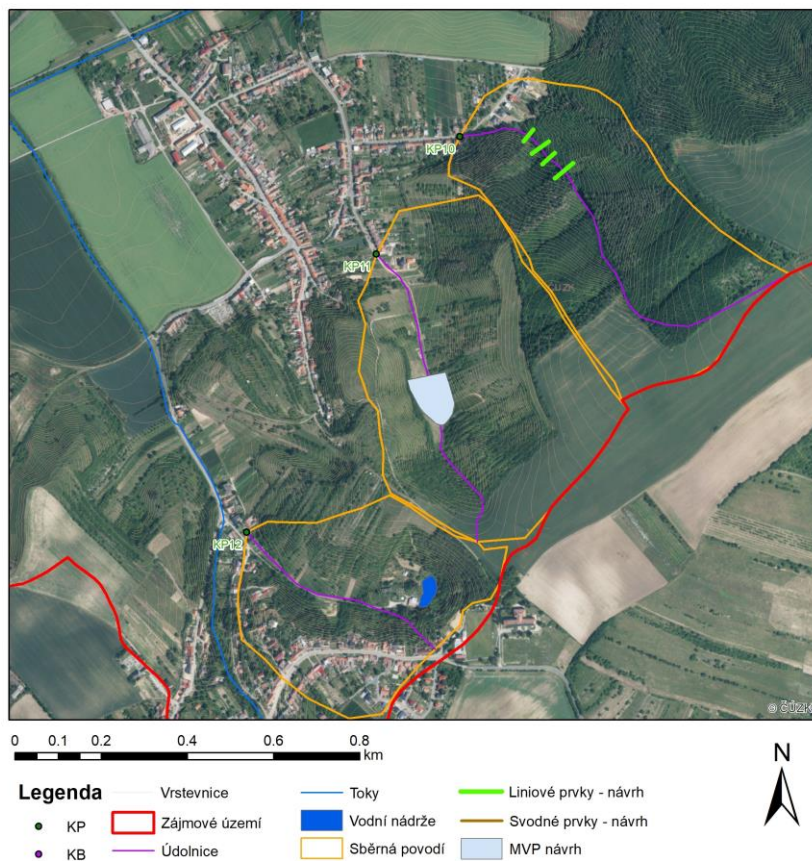 KP10
KP11
KP12
© ČÚZK
0 0.1 0.2 0.4 0.6 0.8
km
N
Legenda
KP
KB
Vrstevnice
Zájmové území
Údolnice
Toky
Vodní nádrže
Sběrná povodí
Liniové prvky - návrh
Svodné prvky - návrh
MVP návrh